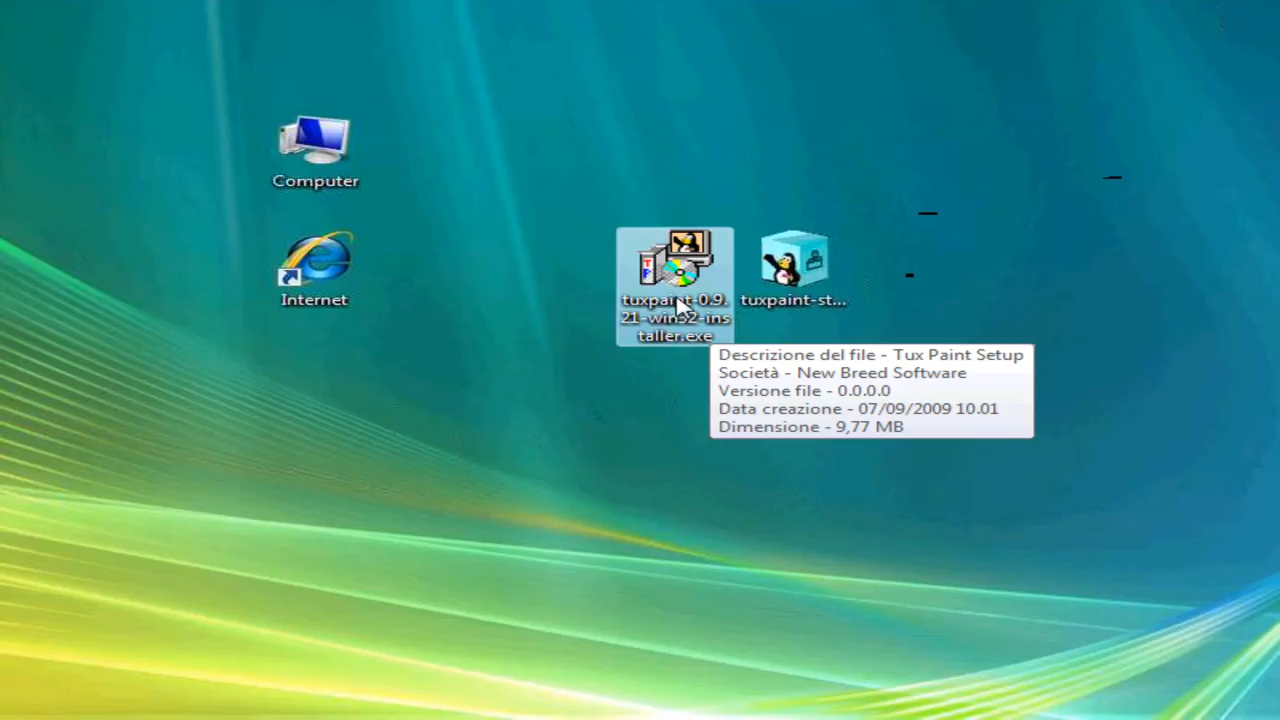 Computer
Internet
tuxpaint-0.9.
21-win32-ins
taller.exe
tuxpaint-st...
Descrizione del file - Tux Paint Setup
Società - New Breed Software
Versione file - 0.0.0.0
Data creazione - 07/09/2009 10.01
Dimensione - 9,77 MB